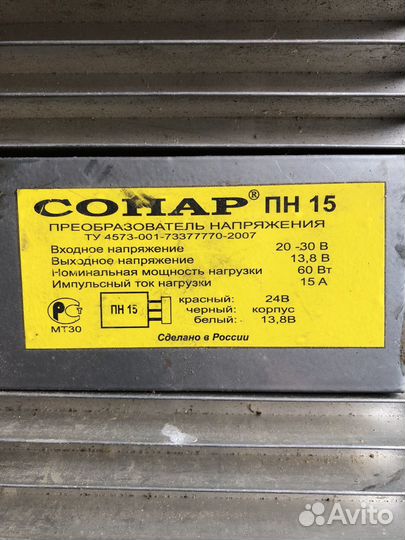 СОНАР® ПН 15
ПРЕОБРАЗОВАТЕЛЬ НАПРЯЖЕНИЯ
ТУ 4573-001-73377770-2007
Входное напряжение 20 -30 В
Выходное напряжение 13,8 В
Номинальная мощность нагрузки 60 Вт
Импульсный ток нагрузки 15 А
ПН 15 красный: 24В
черный: корпус
белый: 13,8В
РСТ
МТ30
Сделано в России
Avito